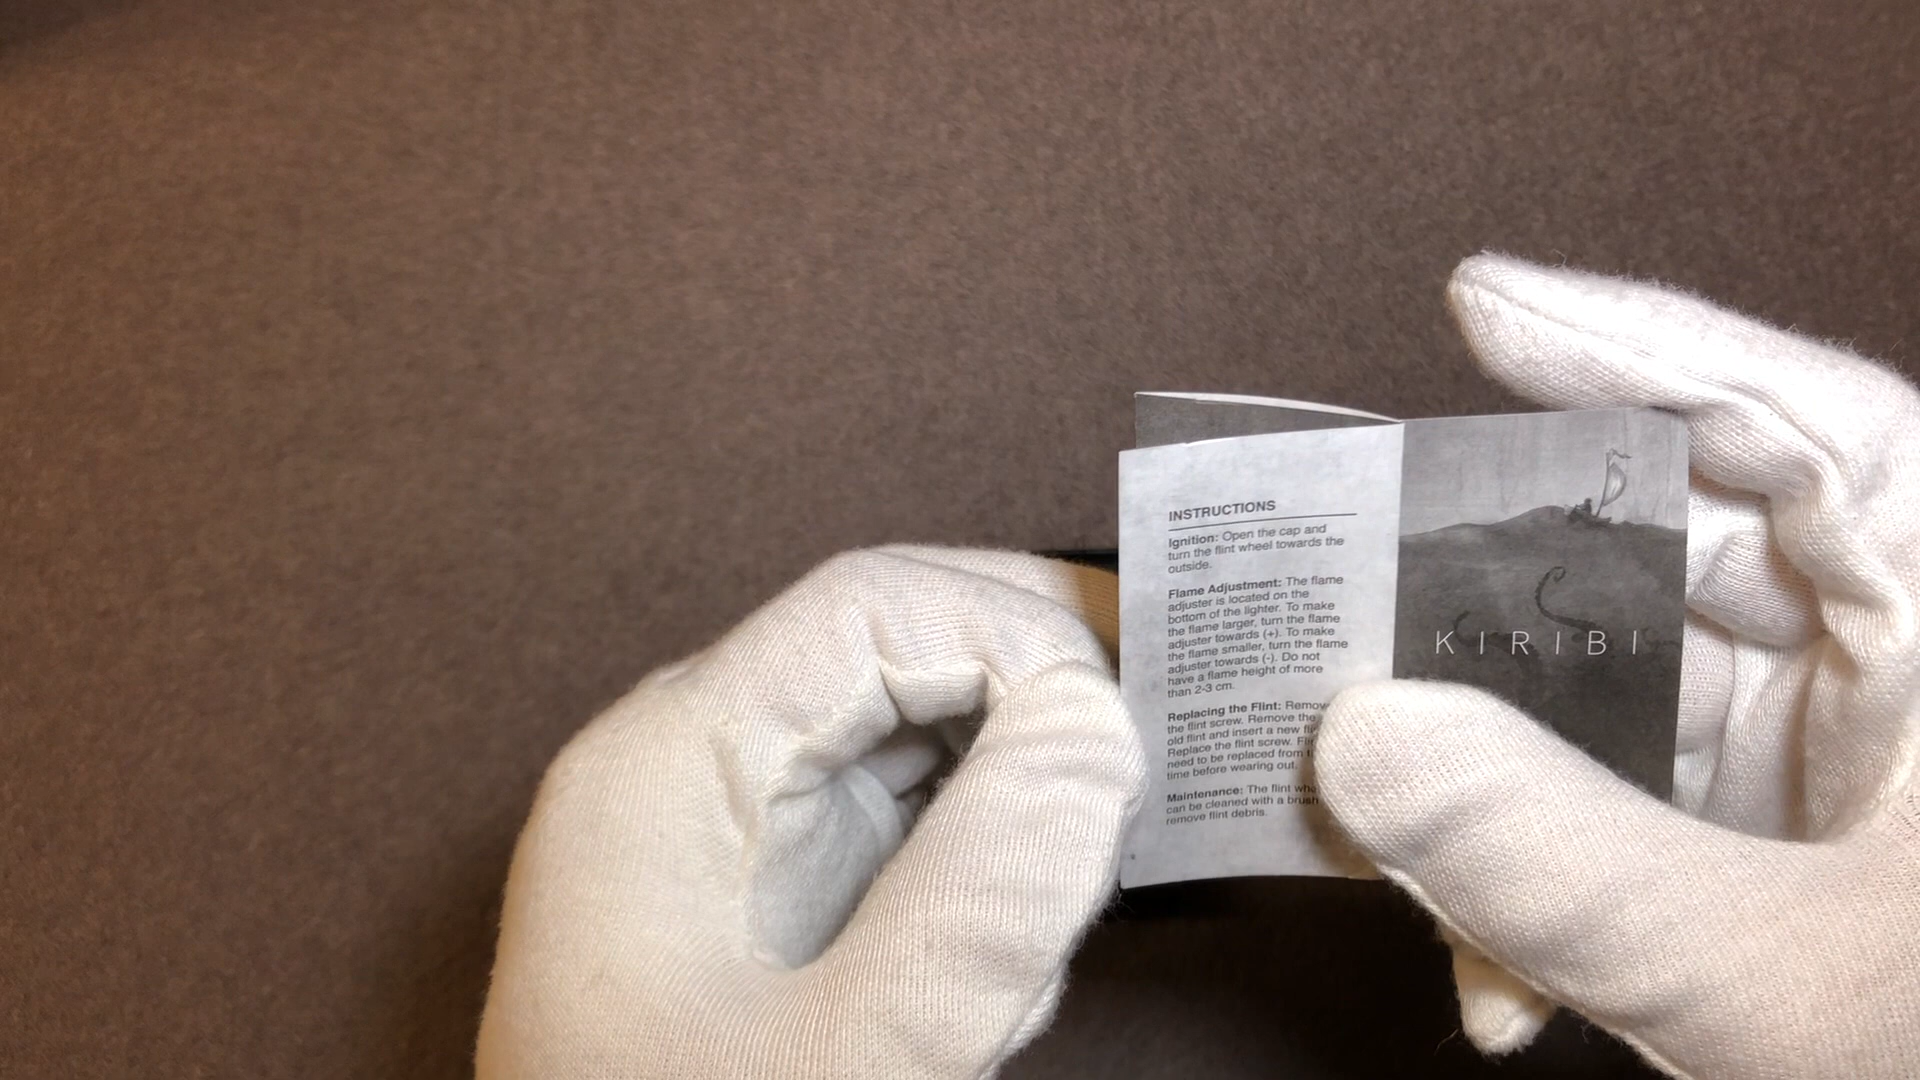 INSTRUCTIONS
Ignition: Open the cap and
turn the flint wheel towards the
outside.
Flame Adjustment: The flame
adjuster is located on the
bottom of the lighter. To make
the flame larger, turn the flame
adjuster towards (+). To make
the flame smaller, turn the flame
adjuster towards (-). Do not
have a flame height of more
than 2-3 cm.
Replacing the Flint: Remov
the flint screw. Remove the
old flint and insert a new
Replace the flint screw.
need to be replaced from
time before wearing out.
Maintenance: The flint
can be cleaned with a brush
remove flint debris.
KIRIBI